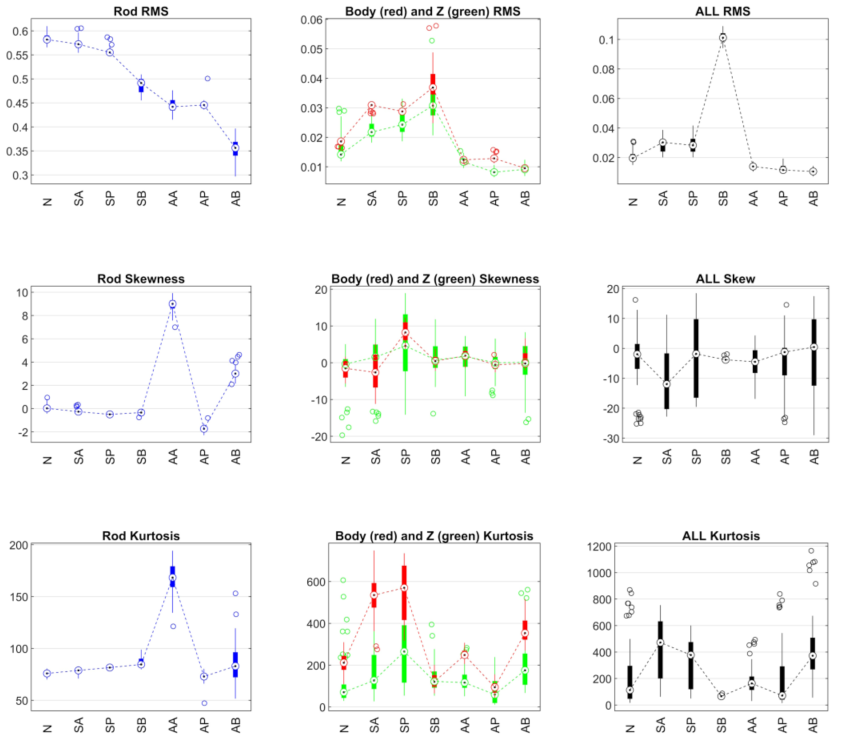 Rod RMS
0.6
0.55
0.5
0.45
0.4
0.35
0.3
N SA SP SB AA AP AB
Body (red) and Z (green) RMS
0.06
0.05
0.04
0.03
0.02
0.01
N SA SP SB AA AP AB
ALL RMS
0.1
0.08
0.06
0.04
0.02
N SA SP SB AA AP AB
Rod Skewness
10
8
6
4
2
0
-2
N SA SP SB AA AP AB
Body (red) and Z (green) Skewness
20
10
0
-10
-20
N SA SP SB AA AP AB
ALL Skew
20
10
0
-10
-20
-30
N SA SP SB AA AP AB
Rod Kurtosis
200
150
100
50
N SA SP SB AA AP AB
Body (red) and Z (green) Kurtosis
600
400
200
0
N SA SP SB AA AP AB
ALL Kurtosis
1200
1000
800
600
400
200
0
N SA SP SB AA AP AB